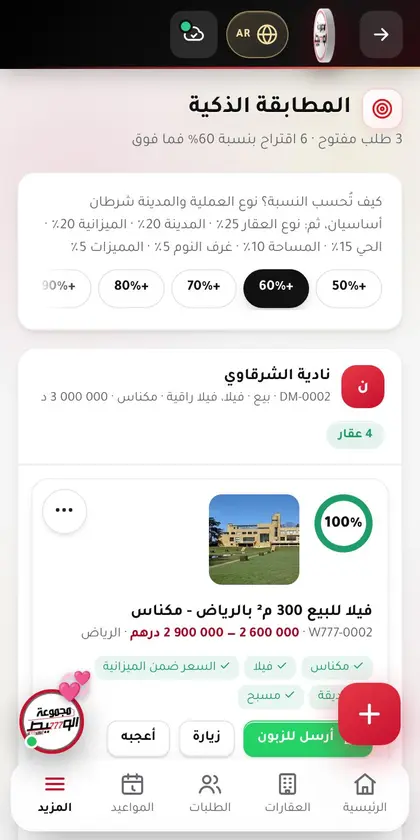 AR
المطابقة الذكية
3 طلب مفتوح · 6 اقتراح بنسبة 60% فما فوق
كيف تُحسب النسبة؟ نوع العملية والمدينة شرطان
أساسيان، ثم: نوع العقار 25٪ · المدينة 20٪ · الميزانية 20٪ ·
الحي 15٪ · المساحة 10٪ · غرف النوم 5٪ · المميزات 5٪
50%+
60%+
70%+
80%+
90%+
ن
نادية الشرقاوي
DM-0002 · بيع · فيلا، فيلا راقية · مكناس · 3 000 000 د
4 عقار
100%
فيلا للبيع 300 م² بالرياض - مكناس
W777-0002 · 2 600 000 – 2 900 000 درهم · الرياض
مكناس
فيلا
السعر ضمن الميزانية
مسبح
أرسل للزبون
زيارة
أعجبه
مجموعة
الوسيط
777
الرئيسية
العقارات
الطلبات
المواعيد
المزيد